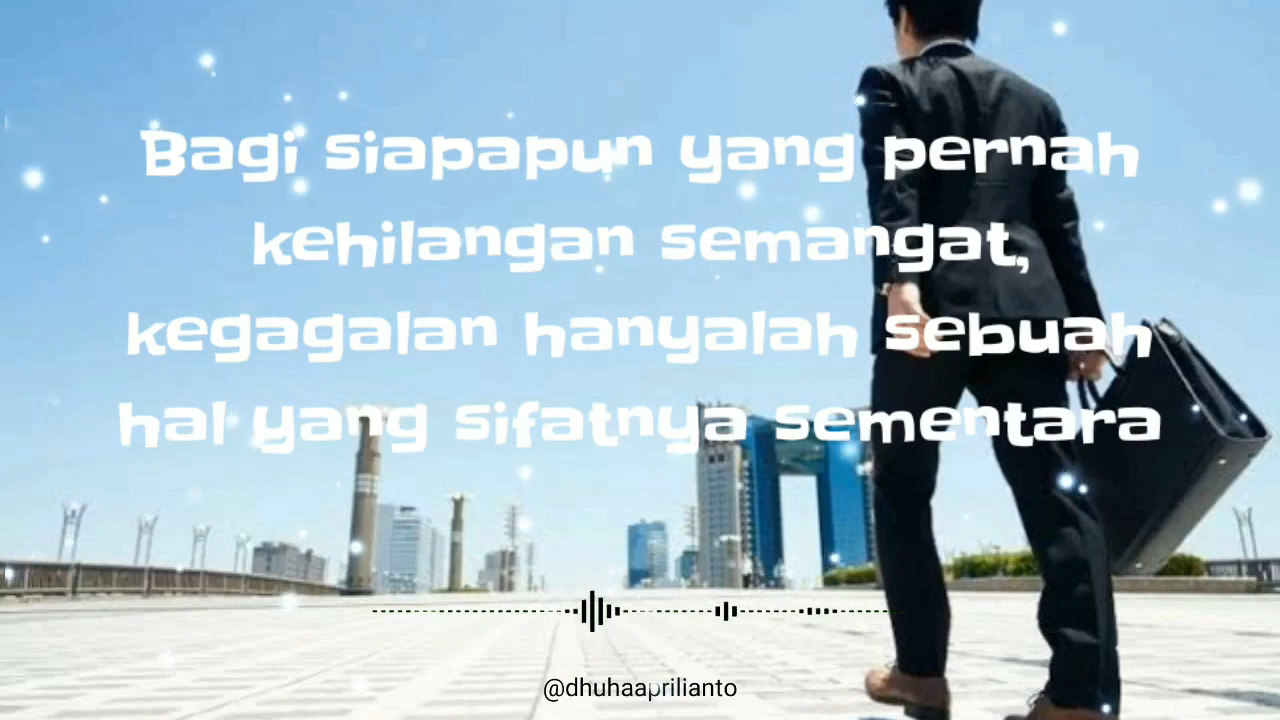 Bagi siapapun yang pernah
kehilangan semangat,
kegagalan hanyalah sebuah
hal yang sifatnya sementara
@dhuhaaprilianto